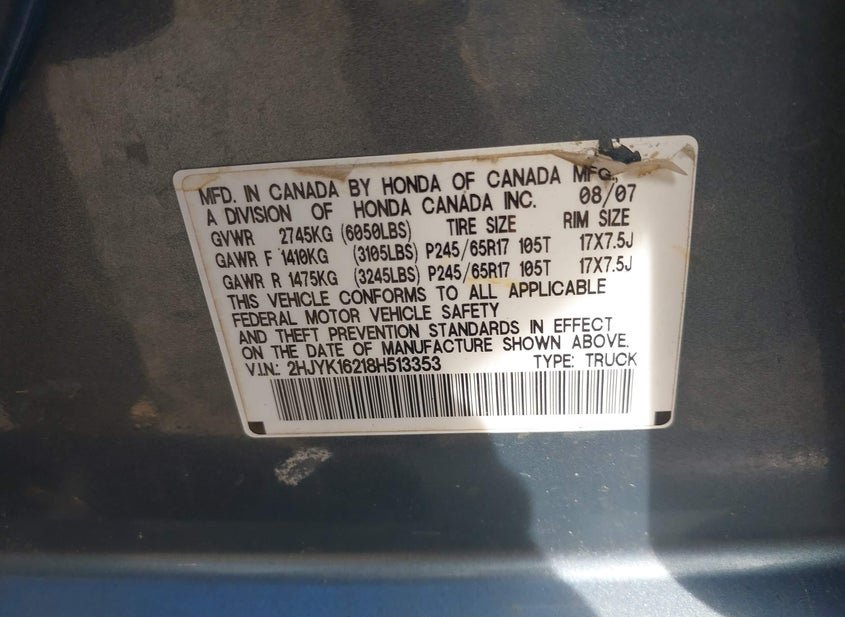 MFD. IN CANADA BY HONDA OF CANADA MFG.,
A DIVISION OF HONDA CANADA INC. 08/07
GVWR 2745KG (6050LBS) TIRE SIZE RIM SIZE
GAWR F 1410KG (3105LBS) P245/65R17 105T 17X7.5J
GAWR R 1475KG (3245LBS) P245/65R17 105T 17X7.5J
THIS VEHICLE CONFORMS TO ALL APPLICABLE
FEDERAL MOTOR VEHICLE SAFETY
AND THEFT PREVENTION STANDARDS IN EFFECT
ON THE DATE OF MANUFACTURE SHOWN ABOVE.
V.I.N.: 2HJYK16218H513353 TYPE: TRUCK